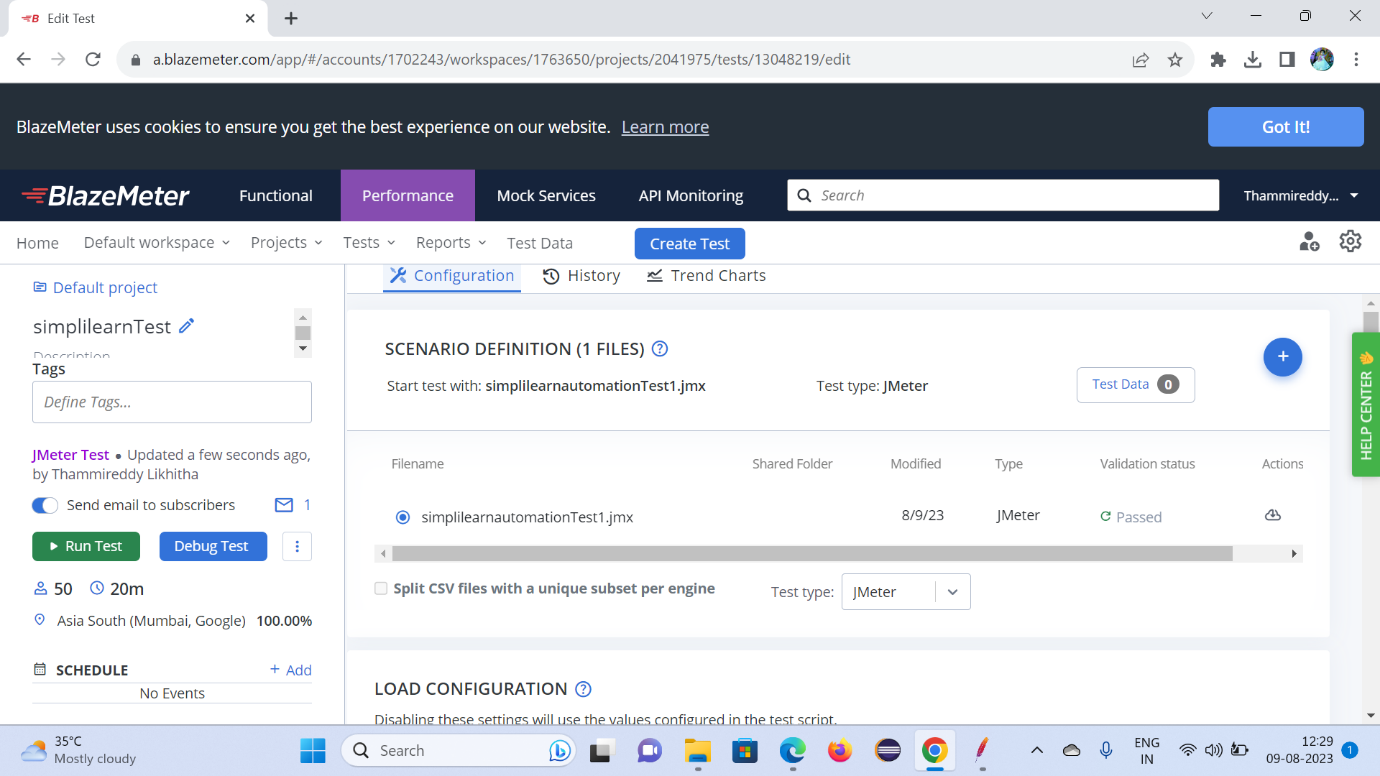 Edit Test
a.blazemeter.com/app/#/accounts/1702243/workspaces/1763650/projects/2041975/tests/13048219/edit
BlazeMeter uses cookies to ensure you get the best experience on our website. Learn more
Got It!
BlazeMeter
Functional
Performance
Mock Services
API Monitoring
Search
Thammireddy...
Home
Default workspace
Projects
Tests
Reports
Test Data
Create Test
Default project
simplilearnTest
Description
Tags
Define Tags...
JMeter Test • Updated a few seconds ago,
by Thammireddy Likhitha
Send email to subscribers
1
Run Test
Debug Test
50
20m
Asia South (Mumbai, Google) 100.00%
SCHEDULE
+ Add
No Events
Configuration
History
Trend Charts
SCENARIO DEFINITION (1 FILES) ?
Start test with: simplilearnautomationTest1.jmx
Test type: JMeter
Test Data 0
+
Filename
Shared Folder
Modified
Type
Validation status
Actions
simplilearnautomationTest1.jmx
8/9/23
JMeter
Passed
Split CSV files with a unique subset per engine
Test type:
JMeter
LOAD CONFIGURATION ?
Disabling these settings will use the values configured in the test script.
HELP CENTER
35°C
Mostly cloudy
Search
ENG
IN
12:29
09-08-2023
1